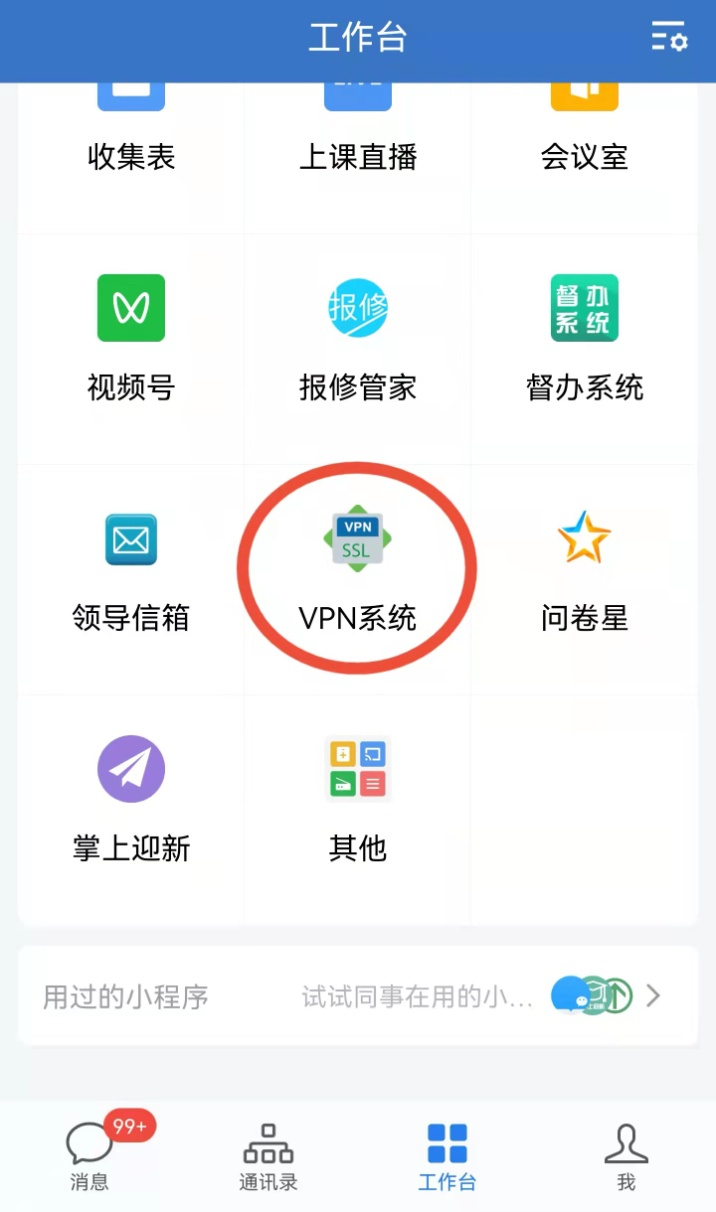 工作台
收集表
上课直播
会议室
报修
督办
系统
视频号
报修管家
督办系统
VPN
SSL
领导信箱
VPN系统
问卷星
掌上迎新
其他
用过的小程序
试试同事在用的小...
99+
消息
通讯录
工作台
我